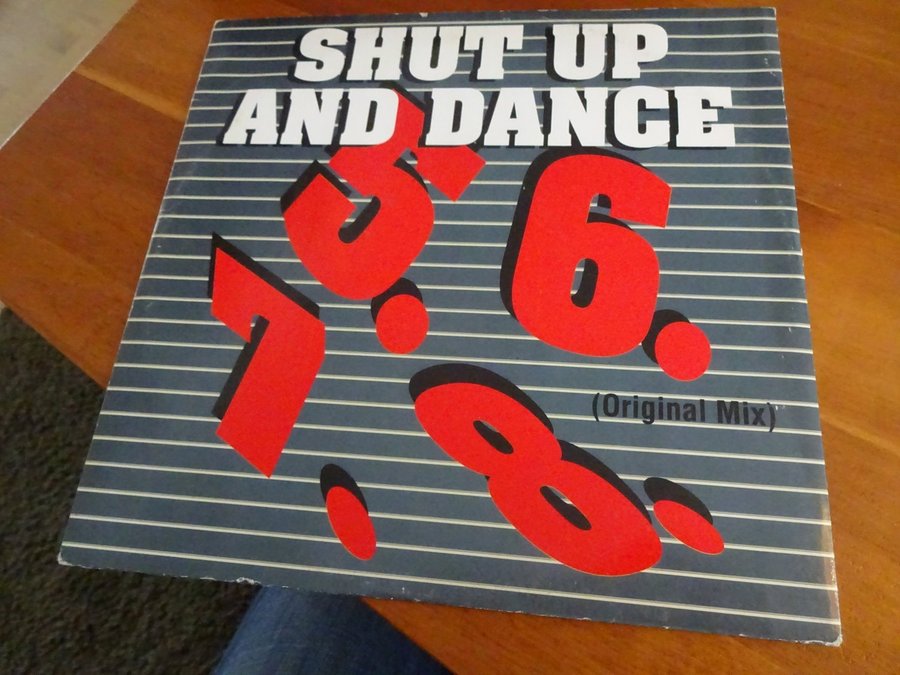 SHUT UP
AND DANCE
5. 6.
7. 8.
(Original Mix)